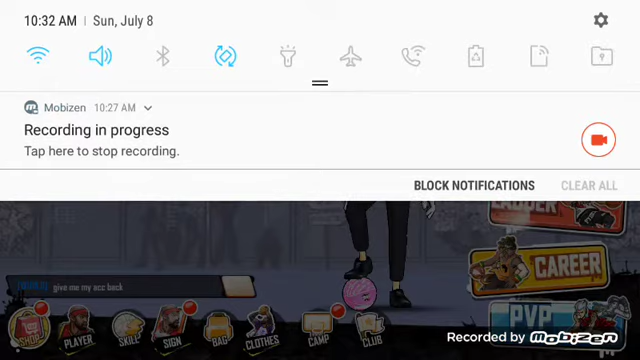 10:32 AM | Sun, July 8
Mobizen 10:27 AM
Recording in progress
Tap here to stop recording.
BLOCK NOTIFICATIONS CLEAR ALL
LADDER
give me my acc back
CAREER
SHOP PLAYER SKILL SIGN BAG CLOTHES CAMP CLUB
PVP
Recorded by Mobizen